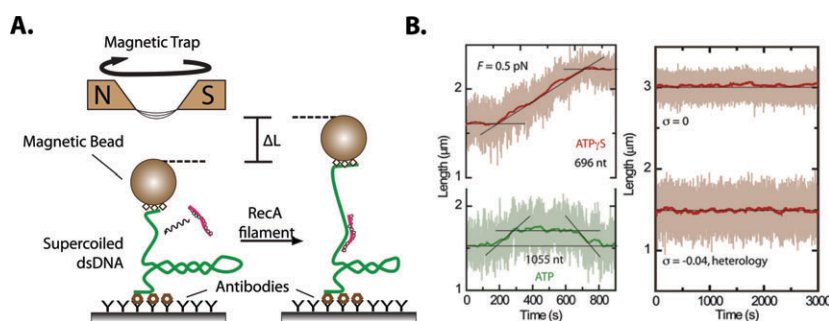 A.
Magnetic Trap
N
S
Magnetic Bead
ΔL
RecA
filament
Supercoiled
dsDNA
Antibodies
B.
Length (μm)
2
1
F = 0.5 pN
ATPγS
696 nt
Length (μm)
2
1
1055 nt
ATP
0 200 400 600 800
Time (s)
Length (μm)
3
1
σ = 0
σ = -0.04, heterology
0 1000 2000 3000
Time (s)